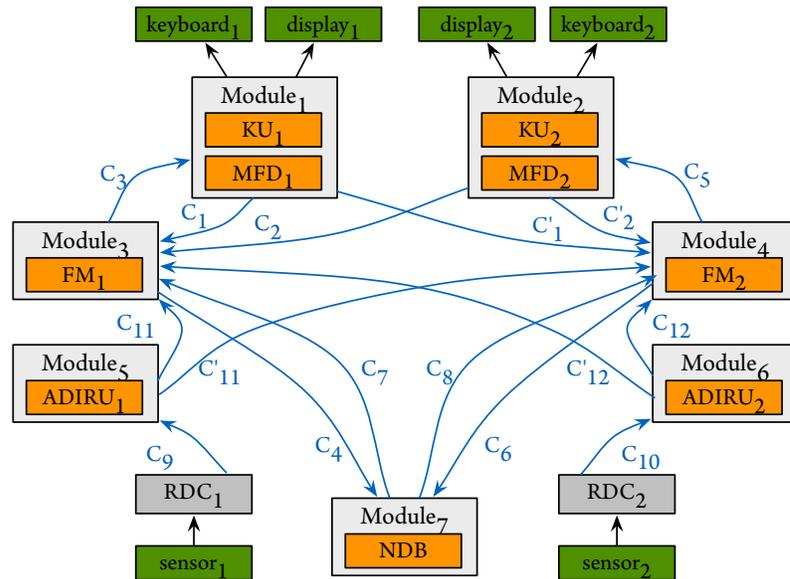 keyboard₁ display₁ display₂ keyboard₂
Module₁ Module₂
KU₁ KU₂
MFD₁ MFD₂
C₃ C₅
C₁ C₂ C'₁ C'₂
Module₃ Module₄
FM₁ FM₂
C₁₁ C₁₂
Module₅ C'₁₁ C₇ C₈ C'₁₂ Module₆
ADIRU₁ ADIRU₂
C₉ C₄ C₆ C₁₀
RDC₁ RDC₂
Module₇
NDB
sensor₁ sensor₂